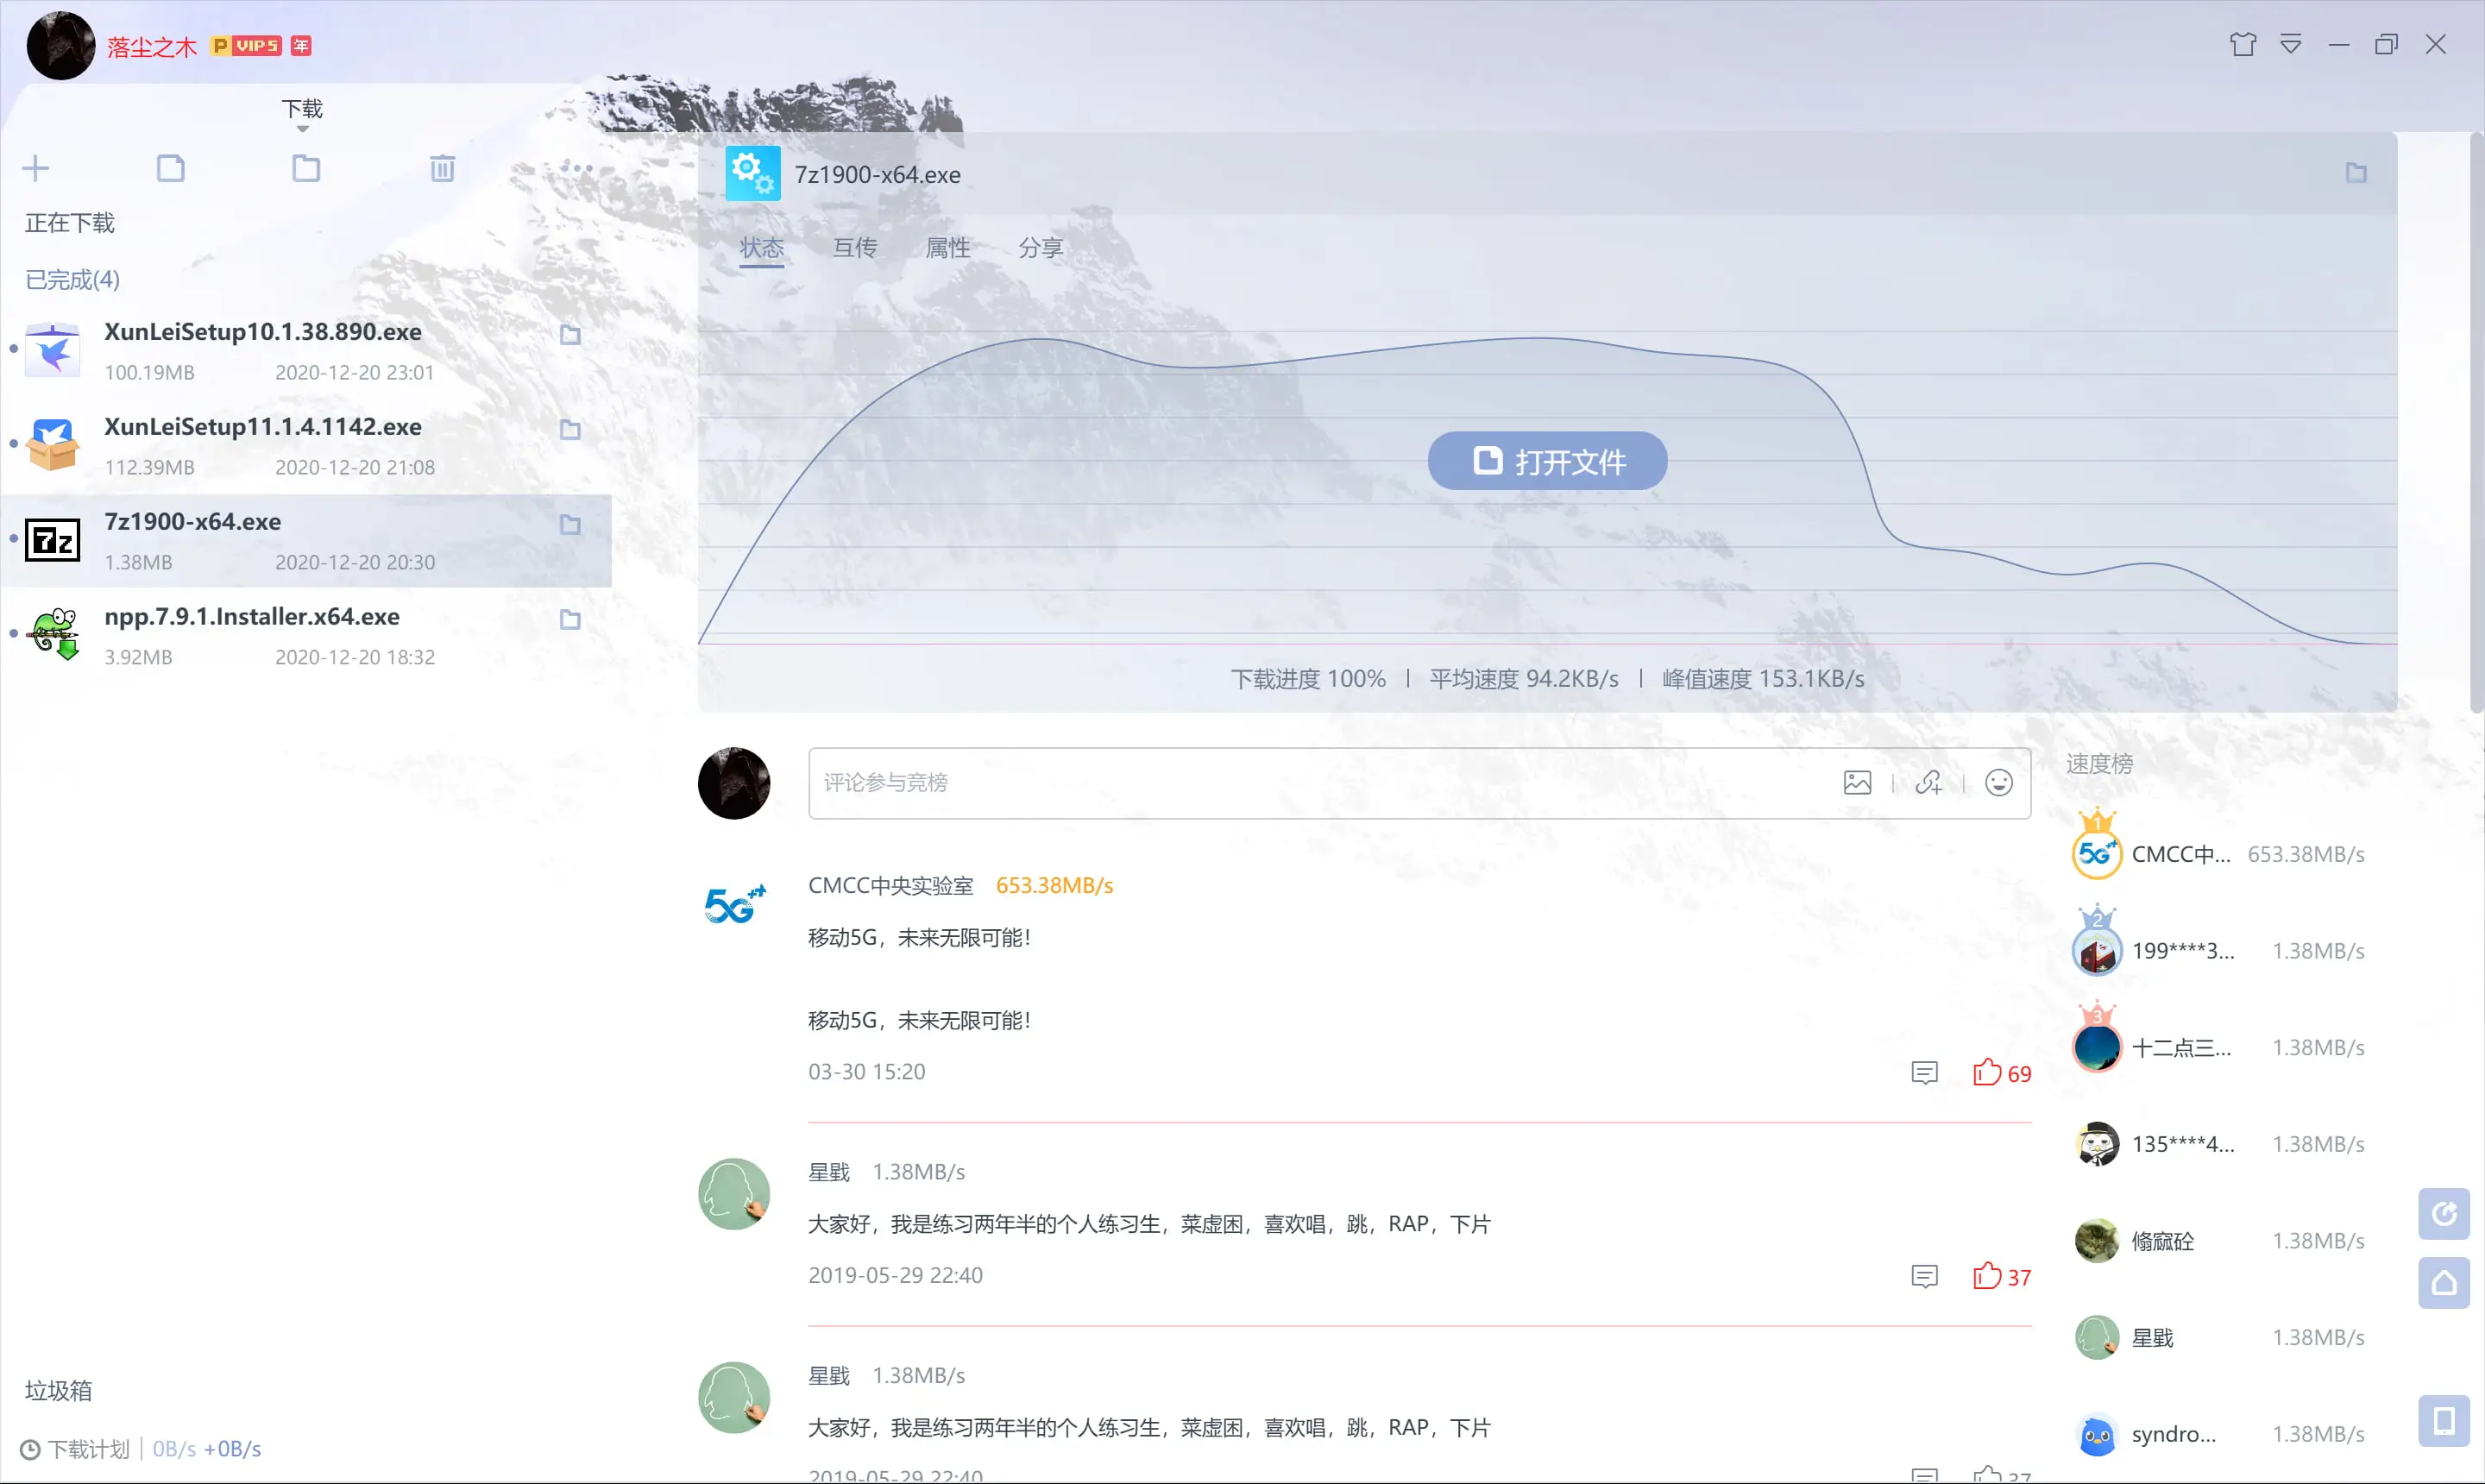 落尘之木 P VIP5 年
下载
正在下载
已完成(4)
XunLeiSetup10.1.38.890.exe
100.19MB 2020-12-20 23:01
XunLeiSetup11.1.4.1142.exe
112.39MB 2020-12-20 21:08
7z1900-x64.exe
1.38MB 2020-12-20 20:30
npp.7.9.1.Installer.x64.exe
3.92MB 2020-12-20 18:32
垃圾箱
下载计划 0B/s +0B/s
7z1900-x64.exe
状态 互传 属性 分享
打开文件
下载进度 100% | 平均速度 94.2KB/s | 峰值速度 153.1KB/s
评论参与竞榜
CMCC中央实验室 653.38MB/s
移动5G，未来无限可能！
移动5G，未来无限可能！
03-30 15:20
69
星戥 1.38MB/s
大家好，我是练习两年半的个人练习生，菜虚困，喜欢唱，跳，RAP，下片
2019-05-29 22:40
37
星戥 1.38MB/s
大家好，我是练习两年半的个人练习生，菜虚困，喜欢唱，跳，RAP，下片
2019-05-29 22:40
37
速度榜
1
CMCC中... 653.38MB/s
2
199****3... 1.38MB/s
3
十二点三... 1.38MB/s
135****4... 1.38MB/s
1.38MB/s
星戥 1.38MB/s
syndro... 1.38MB/s